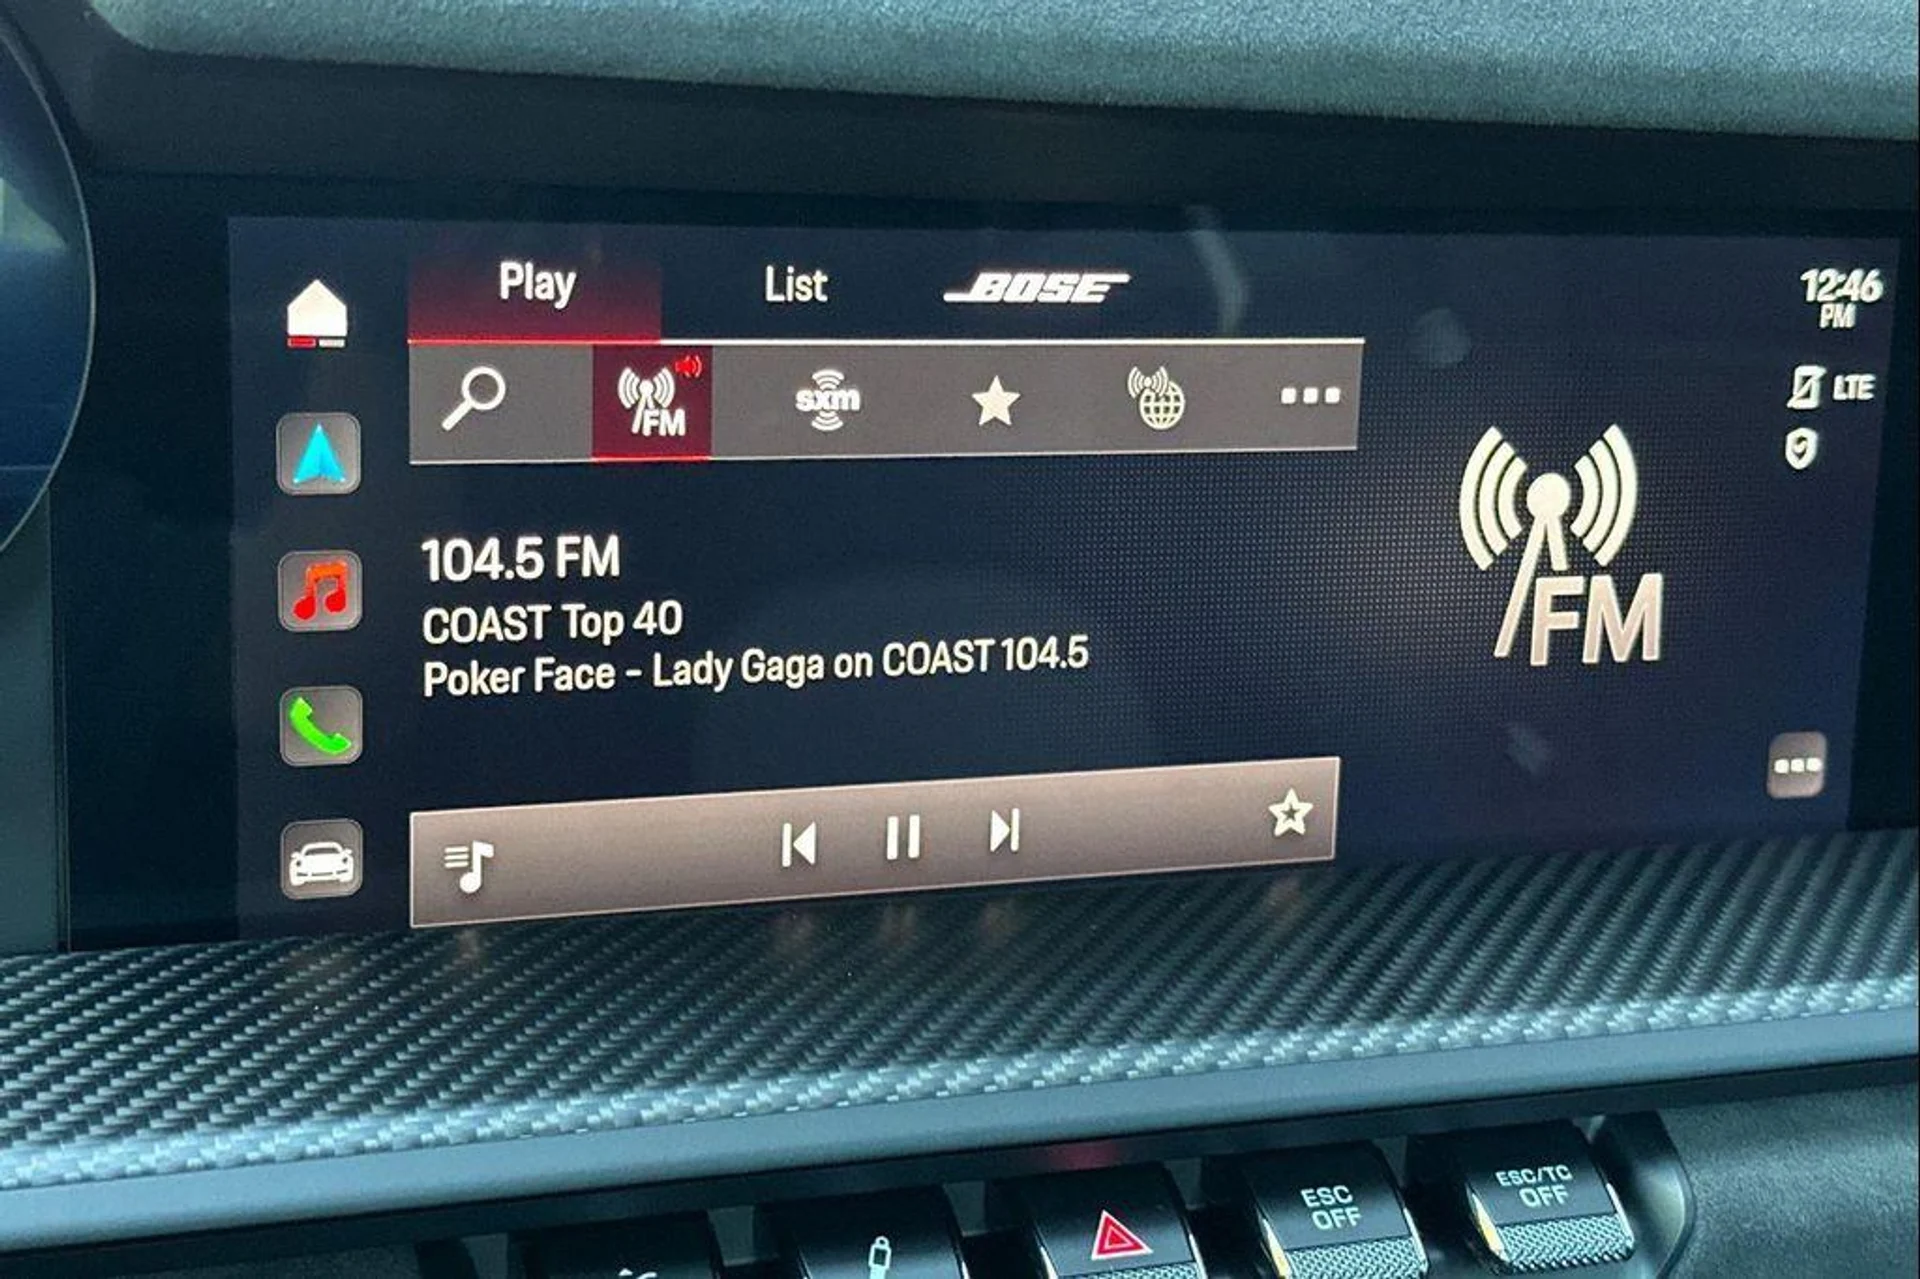 Play
List
BOSE
12:46
PM
FM
sxm
LTE
104.5 FM
COAST Top 40
Poker Face - Lady Gaga on COAST 104.5
FM
ESC
OFF
ESC/TC
OFF